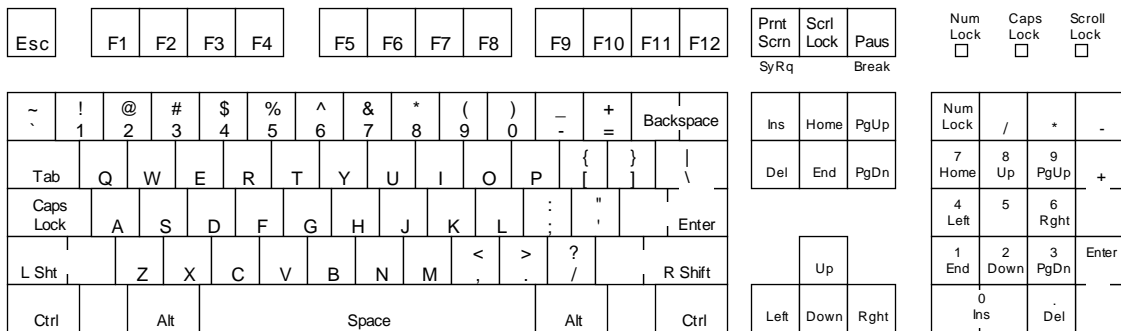 Esc F1 F2 F3 F4 F5 F6 F7 F8 F9 F10 F11 F12 Prnt Scrn Scrl Lock Paus Num Lock Caps Lock Scroll Lock
SyRq Break
~ ! @ # $ % ^ & * ( ) _ +
` 1 2 3 4 5 6 7 8 9 0 - = Backspace Ins Home PgUp Num Lock / * -
{ } |
Tab Q W E R T Y U I O P [ ] \ Del End PgDn 7 Home 8 Up 9 PgUp +
: "
Caps Lock A S D F G H J K L ; ' Enter 4 Left 5 6 Rght
< > ?
L Sht Z X C V B N M , . / R Shift Up 1 End 2 Down 3 PgDn Enter
Ctrl Alt Space Alt Ctrl Left Down Rght 0 Ins . Del